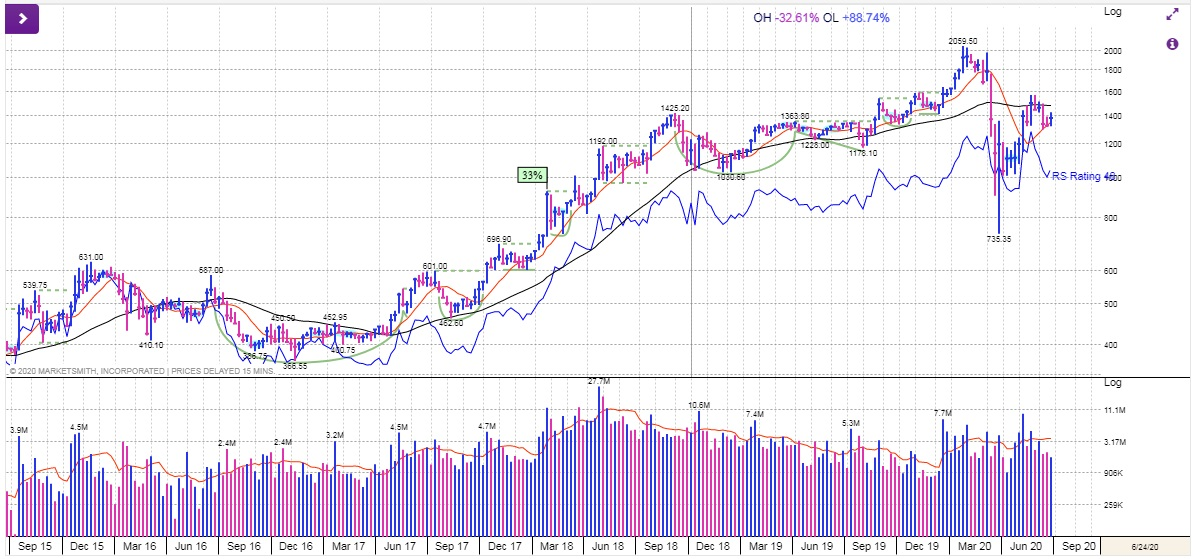 OH -32.61% OL +88.74%
Log
2059.50
2000
1800
1600
1425.20
1363.80
1400
1192.00
1228.00
1200
1176.10
33%
1030.60
RS Rating
1000
800
696.90
735.35
631.00
587.00
601.00
600
539.75
500
450.00
452.95
462.60
410.10
400
400.75
366.55
© 2020 MARKETSMITH, INCORPORATED | PRICES DELAYED 15 MINS.
Log
27.7M
11.1M
10.6M
7.4M
7.7M
5.3M
3.9M
4.5M
2.4M
2.4M
3.2M
4.5M
4.7M
3.17M
906K
259K
Sep 15 Dec 15 Mar 16 Jun 16 Sep 16 Dec 16 Mar 17 Jun 17 Sep 17 Dec 17 Mar 18 Jun 18 Sep 18 Dec 18 Mar 19 Jun 19 Sep 19 Dec 19 Mar 20 Jun 20 Sep 20 6/24/20